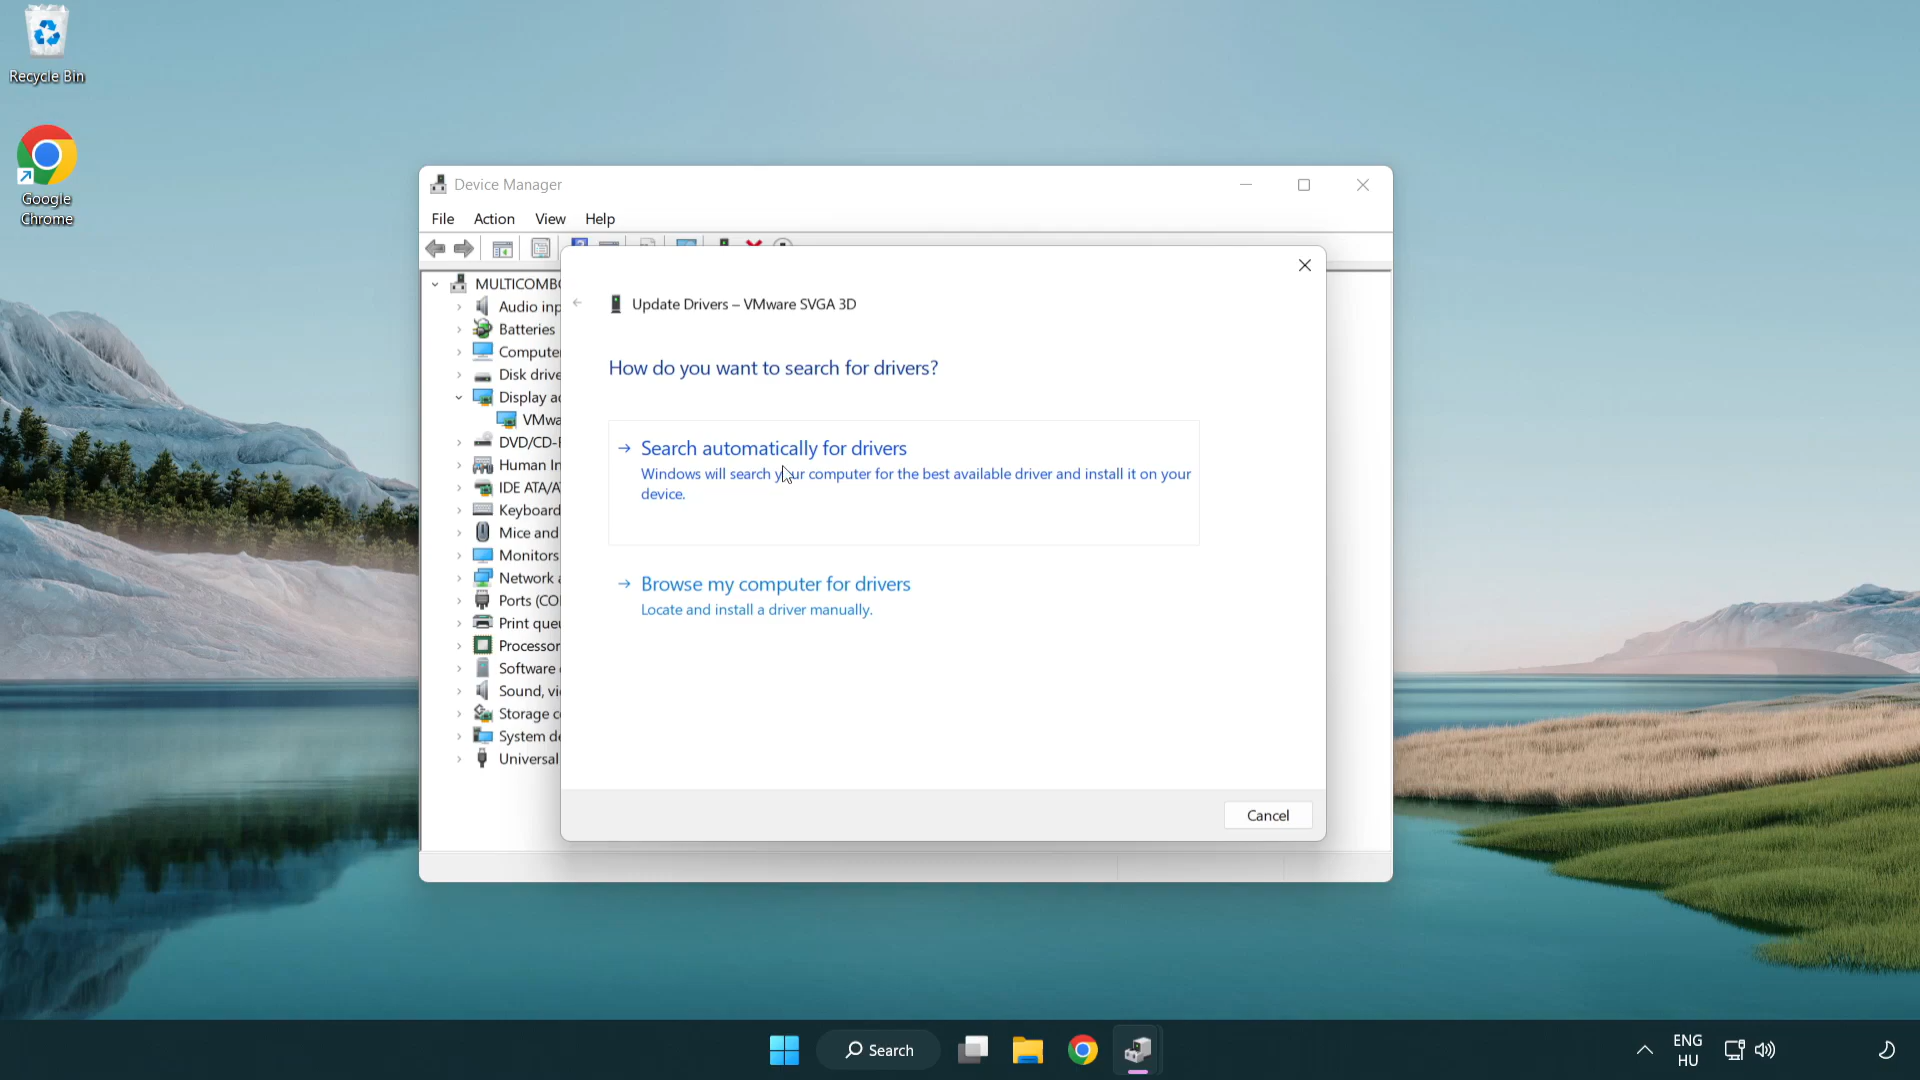 Recycle Bin
Google
Chrome
Device Manager
File Action View Help
MULTICOMBO
Audio inp
Batteries
Compute
Disk drive
Display a
VMwa
DVD/CD-
Human In
IDE ATA/A
Keyboard
Mice and
Monitors
Network
Ports (CO
Print que
Processor
Software
Sound, vi
Storage c
System de
Universal
Update Drivers – VMware SVGA 3D
How do you want to search for drivers?
Search automatically for drivers
Windows will search your computer for the best available driver and install it on your
device.
Browse my computer for drivers
Locate and install a driver manually.
Cancel
Search
ENG
HU